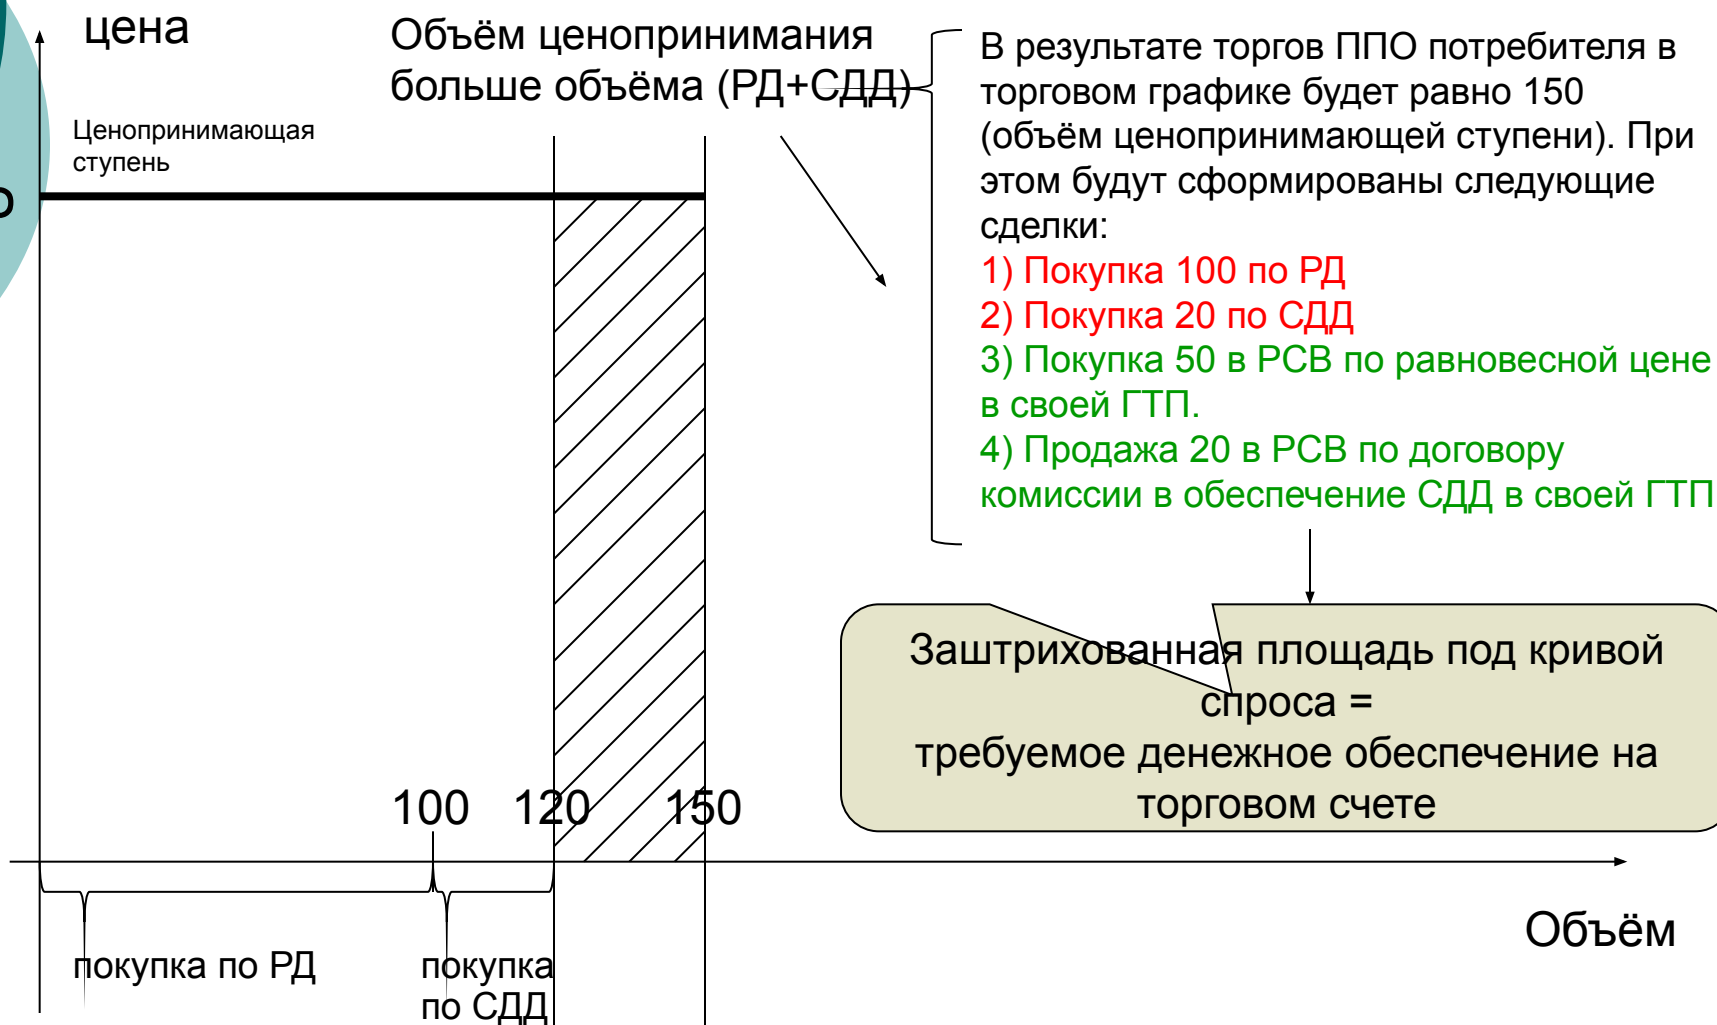 цена
Объём ценопринимания
больше объёма (РД+СДД)
Ценопринимающая
ступень
В результате торгов ППО потребителя в
торговом графике будет равно 150
(объём ценопринимающей ступени). При
этом будут сформированы следующие
сделки:
1) Покупка 100 по РД
2) Покупка 20 по СДД
3) Покупка 50 в РСВ по равновесной цене
в своей ГТП.
4) Продажа 20 в РСВ по договору
комиссии в обеспечение СДД в своей ГТП
Заштрихованная площадь под кривой
спроса =
требуемое денежное обеспечение на
торговом счете
100 120 150
Объём
покупка по РД
покупка
по СДД